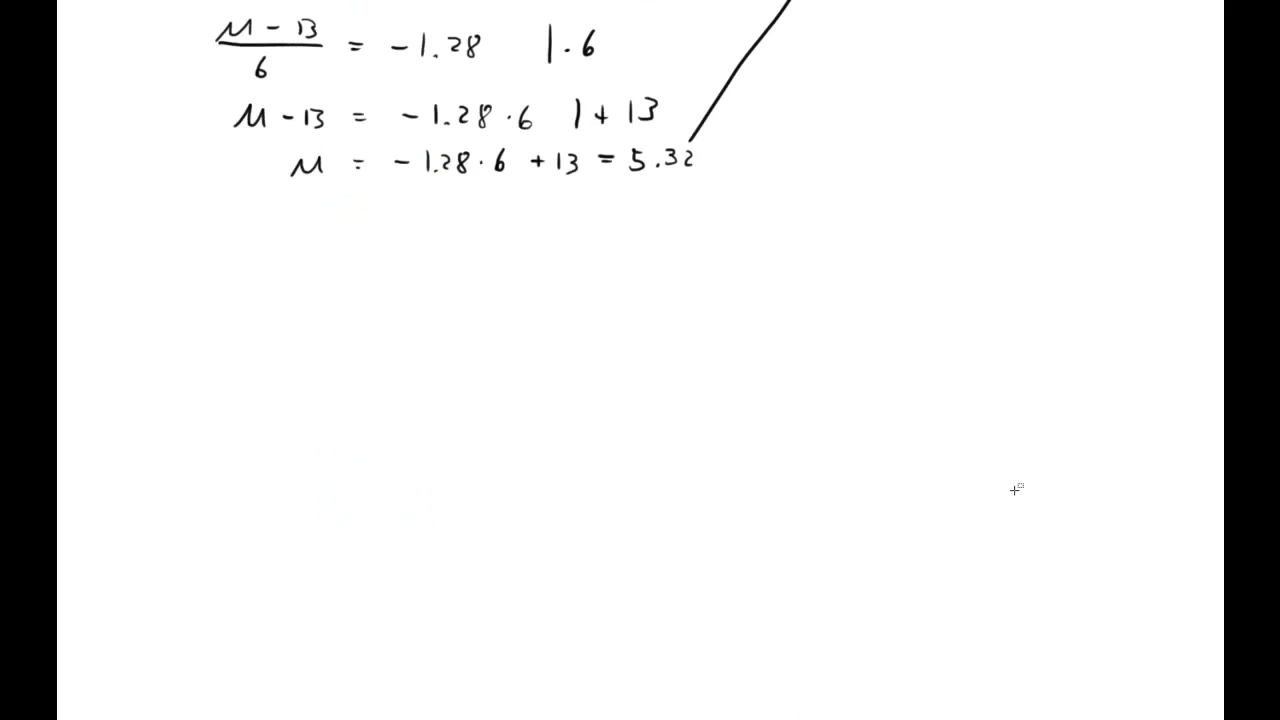 (μ - 13)/6 = -1.28 |·6
μ - 13 = -1.28·6 |+ 13
μ = -1.28·6 + 13 = 5.32